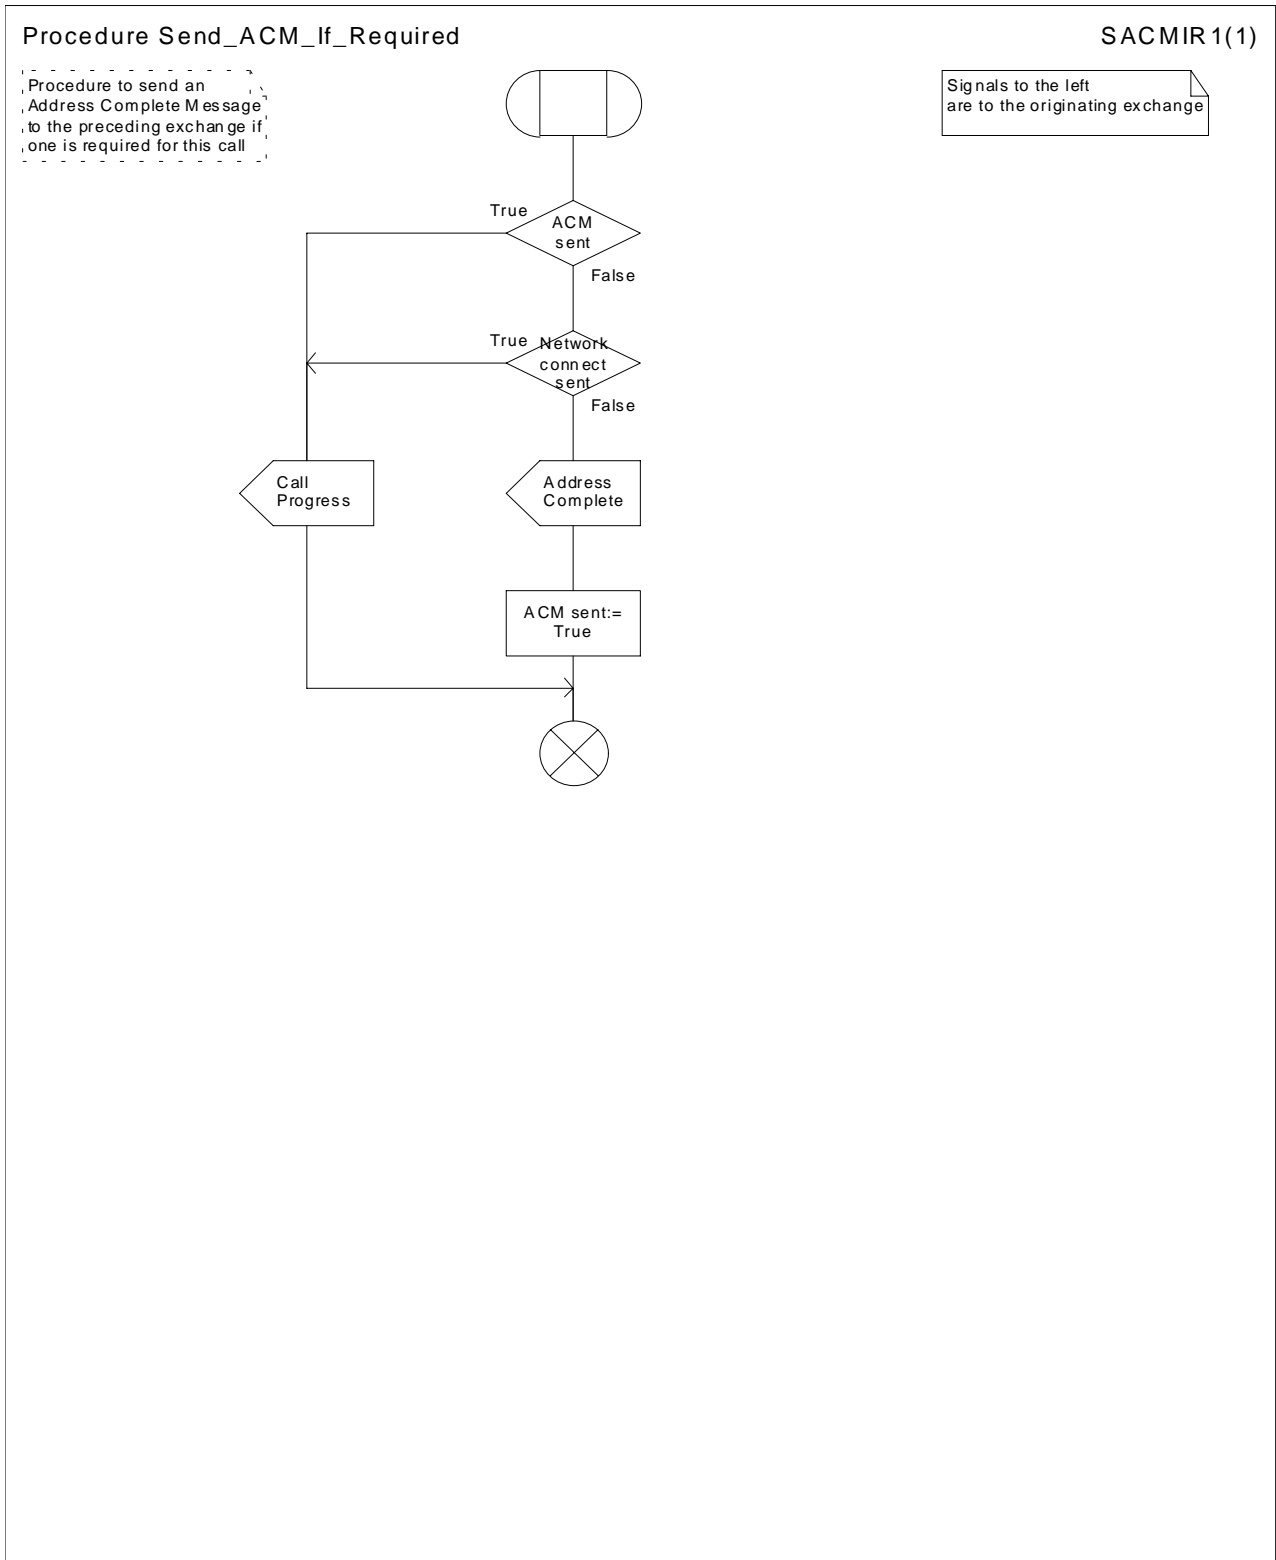 Procedure Send_ACM_If_Required
SACMIR1(1)
Procedure to send an
Address Complete Message
to the preceding exchange if
one is required for this call
Signals to the left
are to the originating exchange
True
ACM
sent
False
True
Network
connect
sent
False
Call
Progress
Address
Complete
ACM sent:=
True